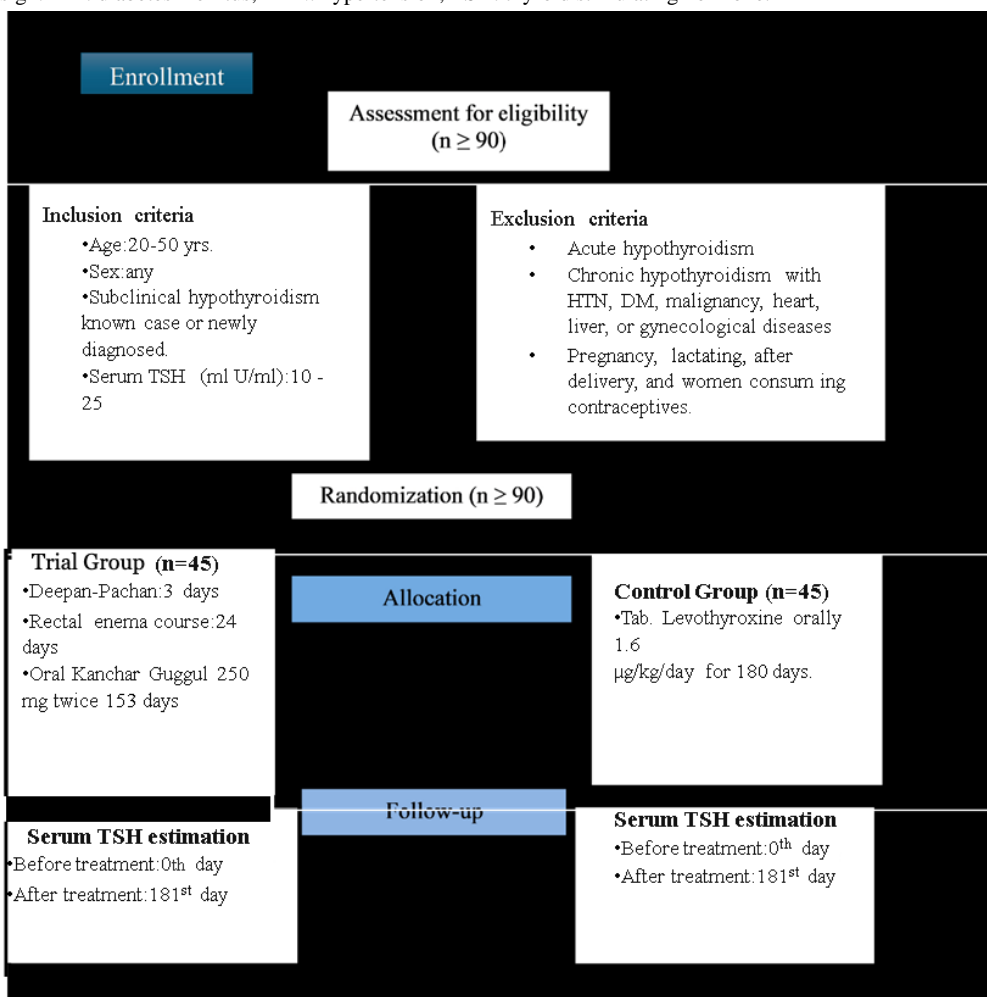 Enrollment
Assessment for eligibility
(n ≥ 90)
Inclusion criteria
•Age:20-50 yrs.
•Sex:any
•Subclinical hypothyroidism
known case or newly
diagnosed.
•Serum TSH (ml U/ml):10 -
25
Exclusion criteria
• Acute hypothyroidism
• Chronic hypothyroidism with
HTN, DM, malignancy, heart,
liver, or gynecological diseases
• Pregnancy, lactating, after
delivery, and women consum ing
contraceptives.
Randomization (n ≥ 90)
Trial Group (n=45)
•Deepan-Pachan:3 days
•Rectal enema course:24
days
•Oral Kanchar Guggul 250
mg twice 153 days
Allocation
Control Group (n=45)
•Tab. Levothyroxine orally
1.6
µg/kg/day for 180 days.
Follow-up
Serum TSH estimation
•Before treatment:0th day
•After treatment:181st day
Serum TSH estimation
•Before treatment:0th day
•After treatment:181st day